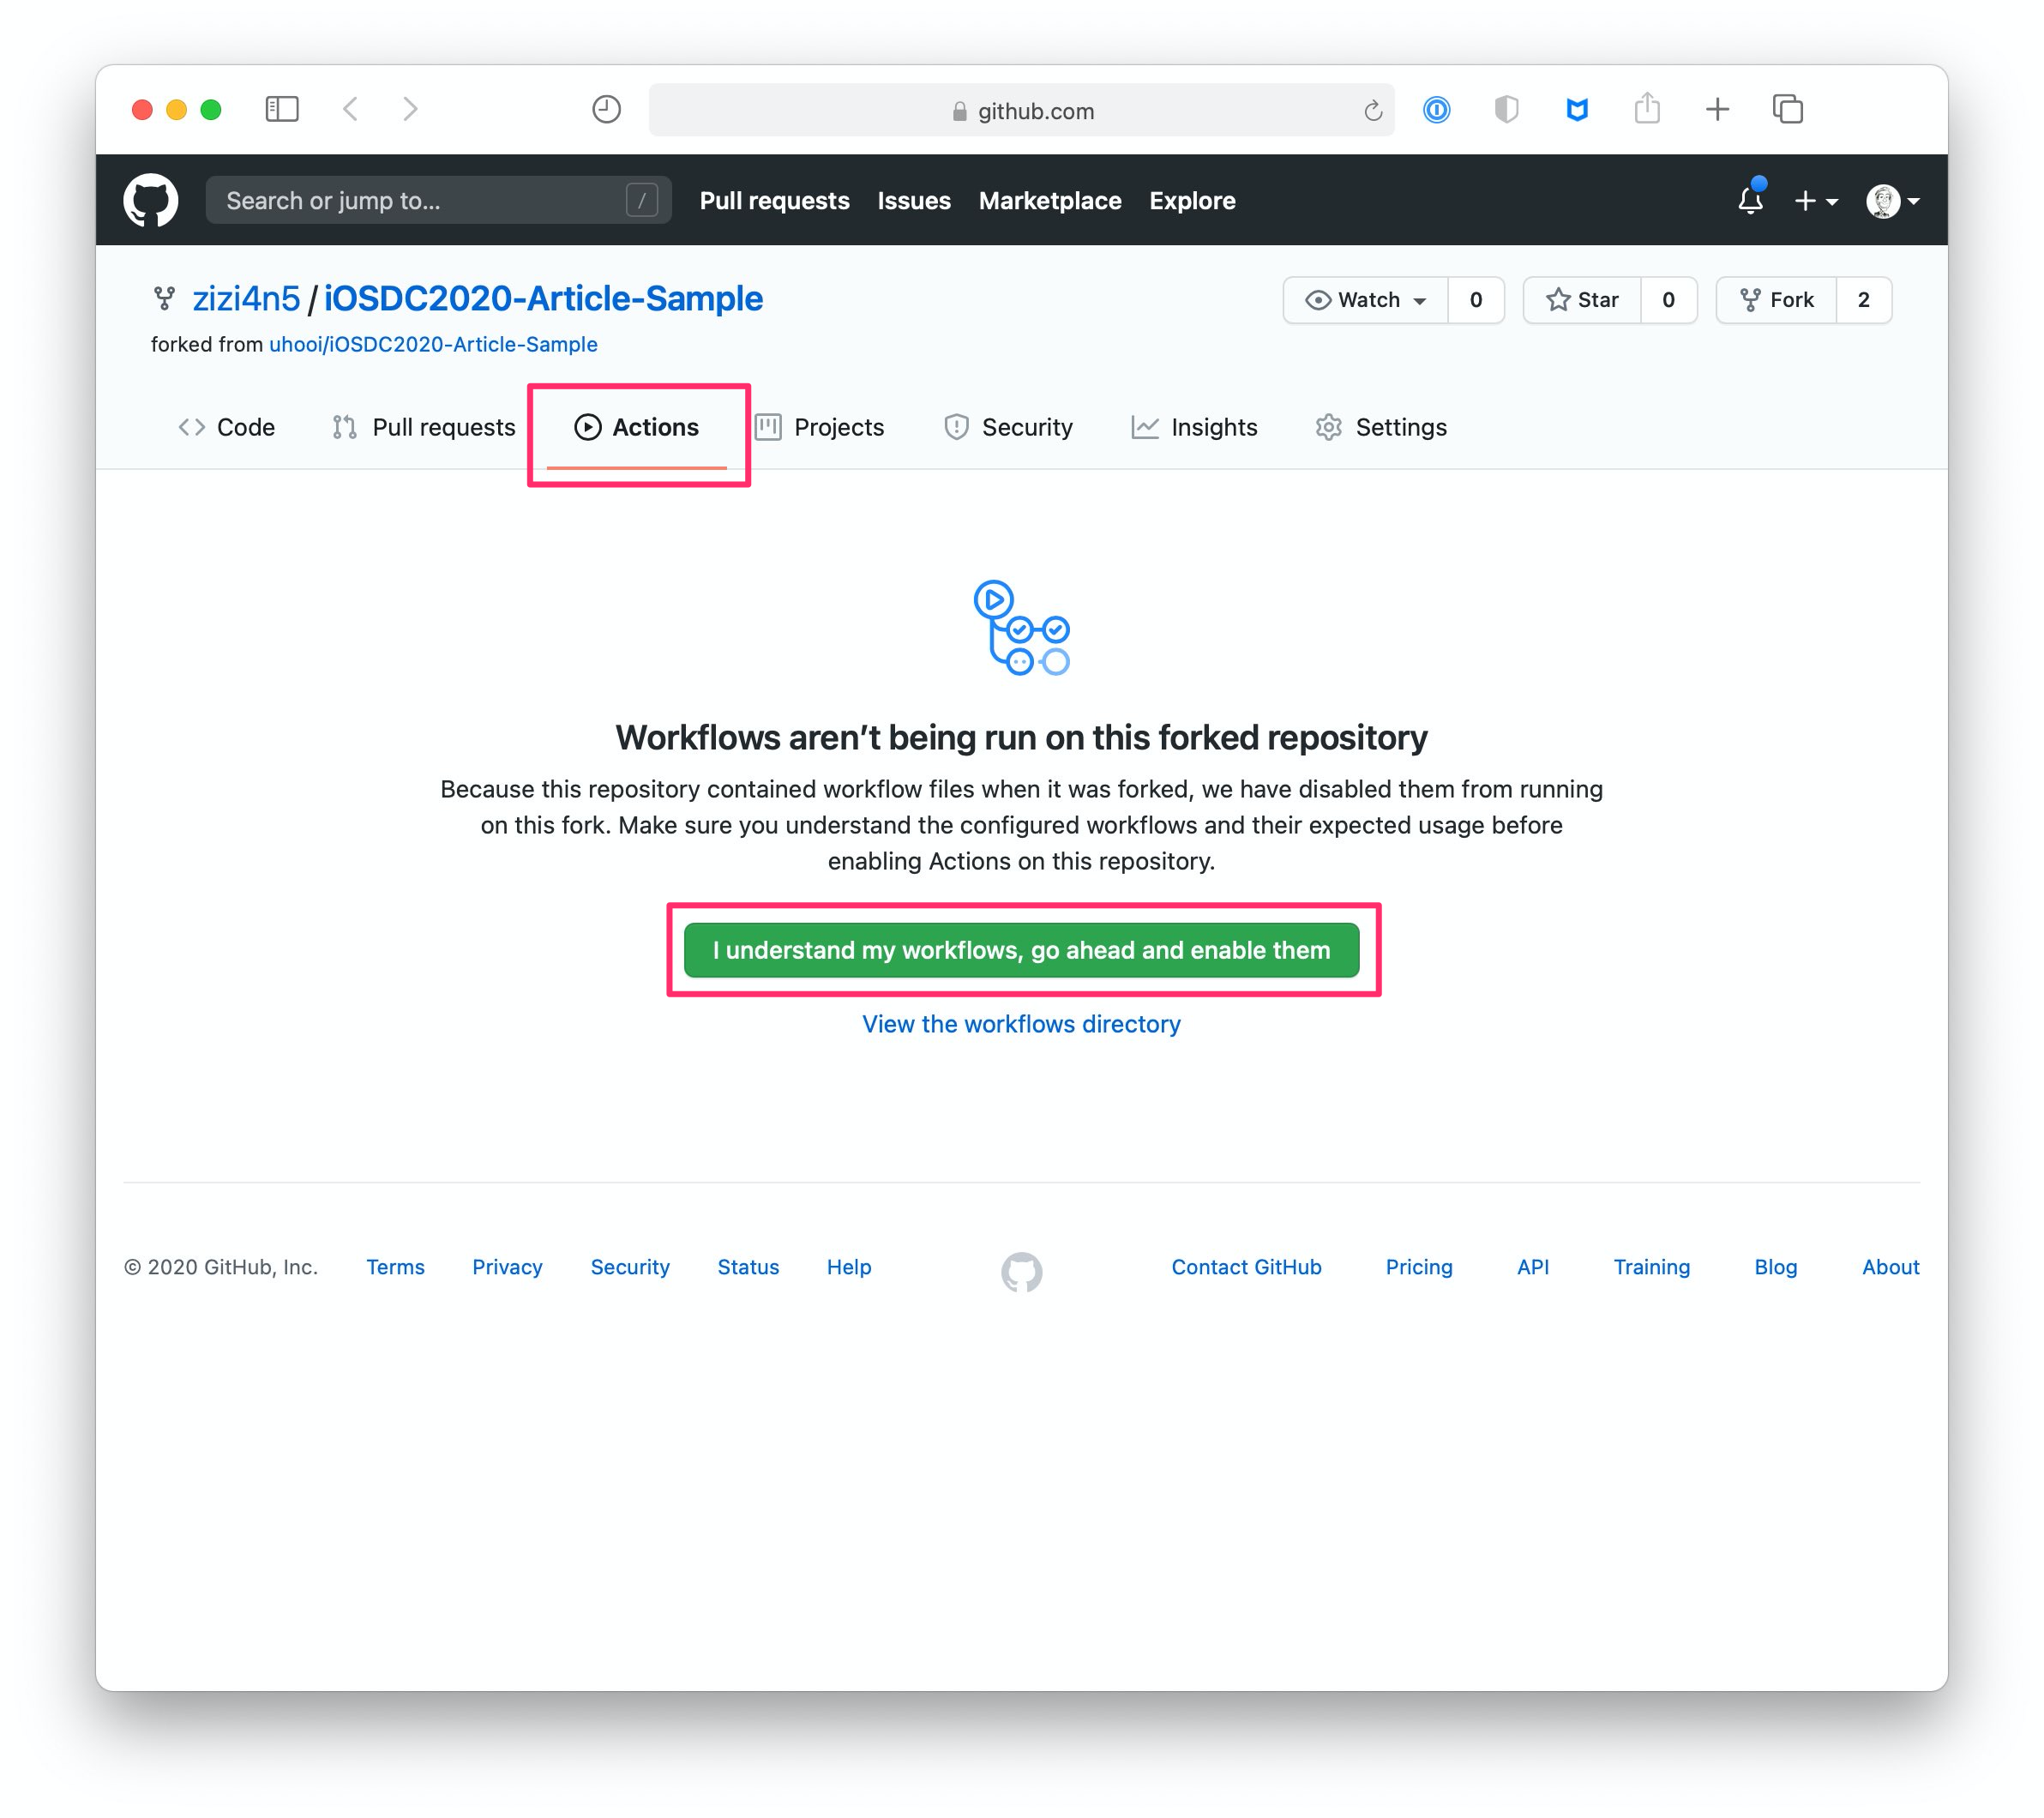 github.com
Search or jump to... /
Pull requests Issues Marketplace Explore
zizi4n5 / iOSDC2020-Article-Sample
Watch 0 Star 0 Fork 2
forked from uhooi/iOSDC2020-Article-Sample
Code Pull requests Actions Projects Security Insights Settings
Workflows aren’t being run on this forked repository
Because this repository contained workflow files when it was forked, we have disabled them from running
on this fork. Make sure you understand the configured workflows and their expected usage before
enabling Actions on this repository.
I understand my workflows, go ahead and enable them
View the workflows directory
© 2020 GitHub, Inc. Terms Privacy Security Status Help Contact GitHub Pricing API Training Blog About